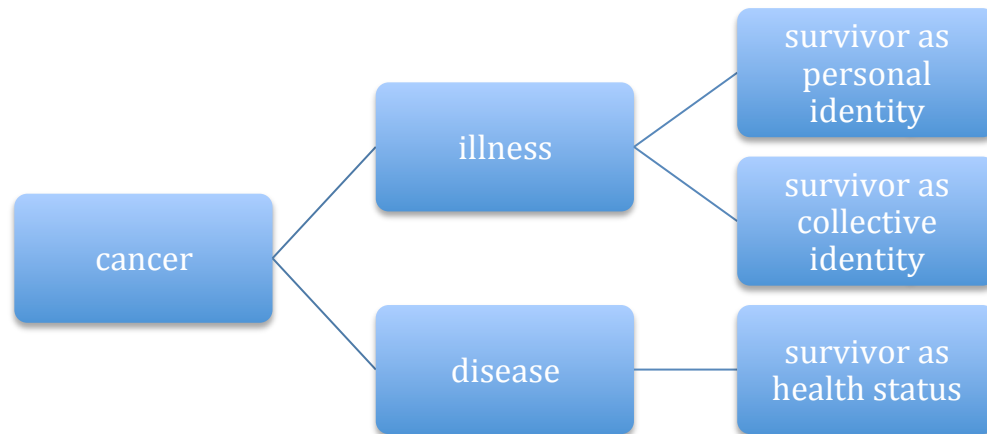 cancer
illness
disease
survivor as
personal
identity
survivor as
collective
identity
survivor as
health status